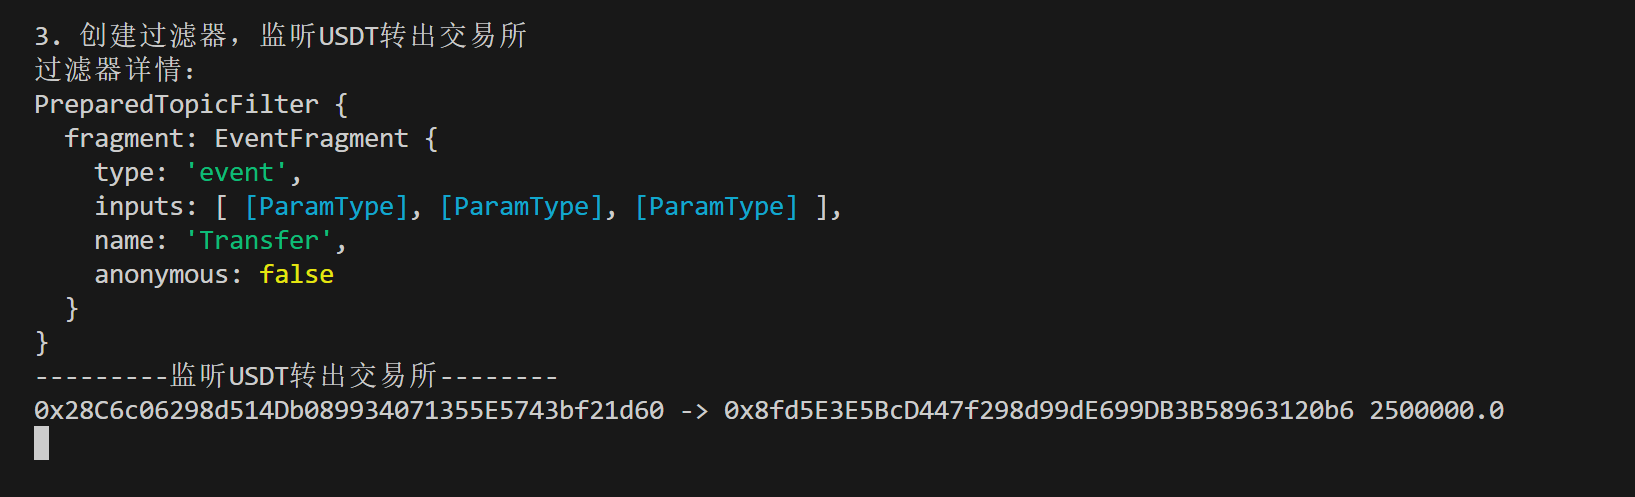 3. 创建过滤器，监听USDT转出交易所
过滤器详情：
PreparedTopicFilter {
  fragment: EventFragment {
    type: 'event',
    inputs: [ [ParamType], [ParamType], [ParamType] ],
    name: 'Transfer',
    anonymous: false
  }
}
---------监听USDT转出交易所--------
0x28C6c06298d514Db089934071355E5743bf21d60 -> 0x8fd5E3E5BcD447f298d99dE699DB3B58963120b6 2500000.0